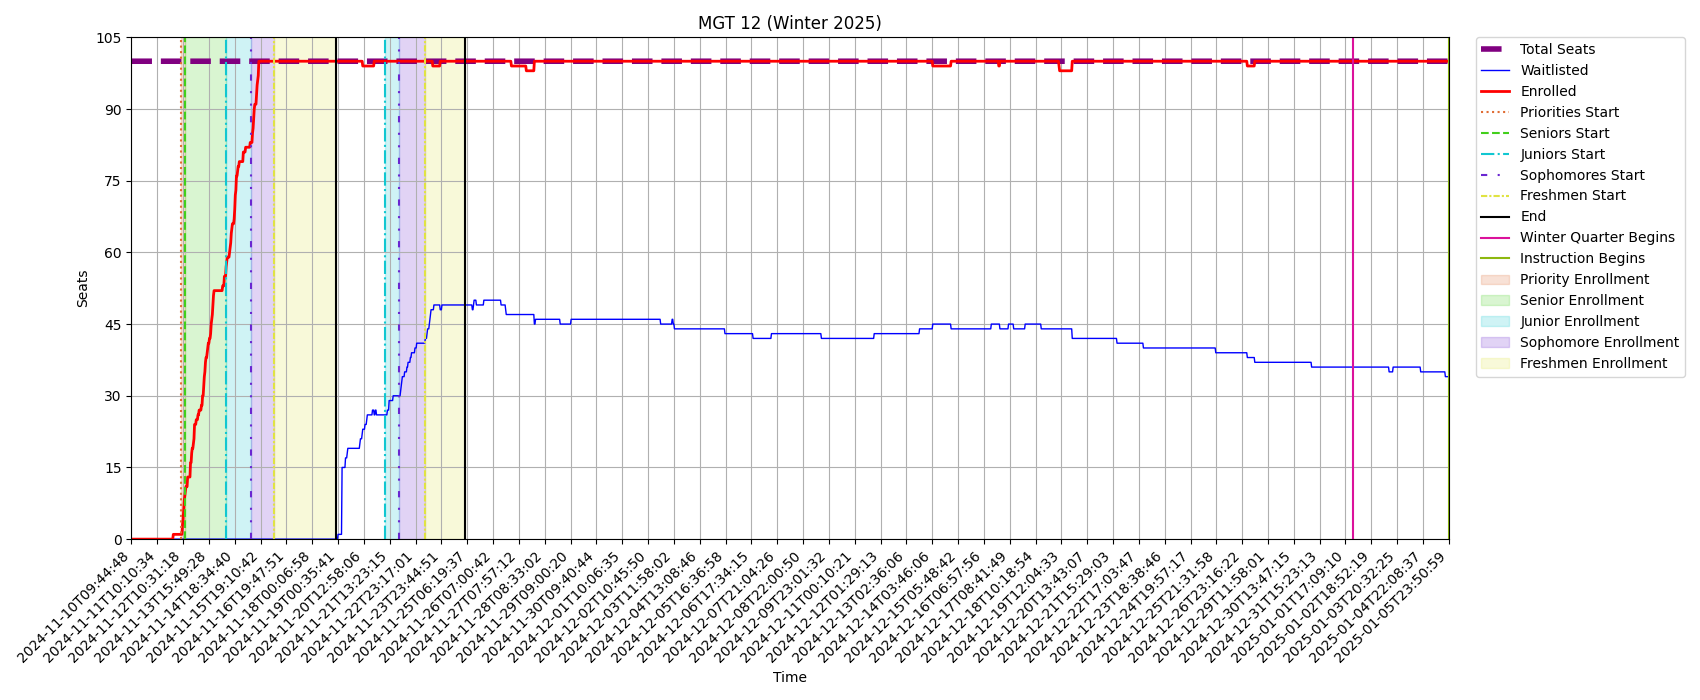 MGT 12 (Winter 2025)
105
90
75
60
45
30
15
0
Seats
2024-11-10T09:44:48
2024-11-11T10:10:34
2024-11-12T10:31:18
2024-11-13T15:49:28
2024-11-14T18:34:40
2024-11-15T19:10:42
2024-11-16T19:47:51
2024-11-18T00:06:58
2024-11-19T00:35:41
2024-11-20T12:58:06
2024-11-21T13:23:15
2024-11-22T23:17:01
2024-11-23T23:44:51
2024-11-25T06:19:37
2024-11-26T07:00:42
2024-11-27T07:57:12
2024-11-28T08:33:02
2024-11-29T09:00:20
2024-11-30T09:40:44
2024-12-01T10:06:35
2024-12-02T10:45:50
2024-12-03T11:58:02
2024-12-04T13:08:46
2024-12-05T16:36:58
2024-12-06T17:34:15
2024-12-07T21:04:26
2024-12-08T22:00:50
2024-12-09T23:01:32
2024-12-11T00:10:21
2024-12-12T01:29:13
2024-12-13T02:36:06
2024-12-14T03:46:06
2024-12-15T05:48:42
2024-12-16T06:57:56
2024-12-17T08:41:49
2024-12-18T10:18:54
2024-12-19T12:04:33
2024-12-20T13:43:07
2024-12-21T15:29:03
2024-12-22T17:03:47
2024-12-23T18:38:46
2024-12-24T19:57:17
2024-12-25T21:31:58
2024-12-26T23:16:22
2024-12-29T11:58:01
2024-12-30T13:47:15
2024-12-31T15:23:13
2025-01-01T17:09:10
2025-01-02T18:52:19
2025-01-03T20:32:25
2025-01-04T22:08:37
2025-01-05T23:50:59
Time
Total Seats
Waitlisted
Enrolled
Priorities Start
Seniors Start
Juniors Start
Sophomores Start
Freshmen Start
End
Winter Quarter Begins
Instruction Begins
Priority Enrollment
Senior Enrollment
Junior Enrollment
Sophomore Enrollment
Freshmen Enrollment